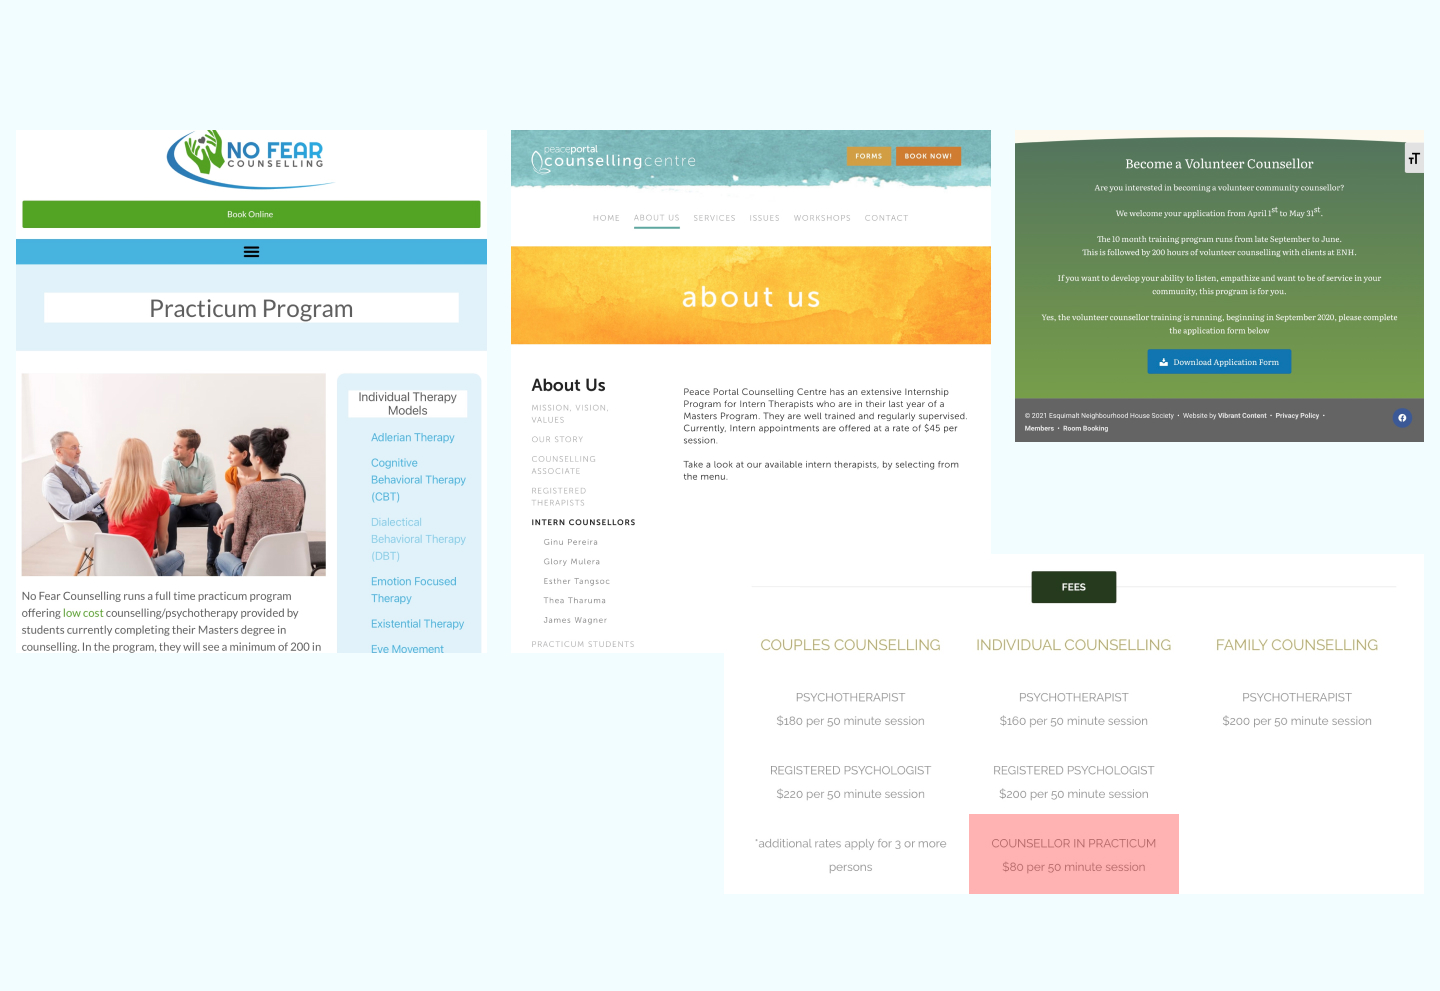 NO FEAR
COUNSELLING
Book Online
Practicum Program
Individual Therapy
Models
Adlerian Therapy
Cognitive
Behavioral Therapy
(CBT)
Dialectical
Behavioral Therapy
(DBT)
Emotion Focused
Therapy
Existential Therapy
Eye Movement
No Fear Counselling runs a full time practicum program
offering low cost counselling/psychotherapy provided by
students currently completing their Masters degree in
counselling. In the program, they will see a minimum of 200 in
peaceportal
counsellingcentre
FORMS
BOOK NOW!
HOME ABOUT US SERVICES ISSUES WORKSHOPS CONTACT
about us
About Us
MISSION, VISION,
VALUES
OUR STORY
COUNSELLING
ASSOCIATE
REGISTERED
THERAPISTS
INTERN COUNSELLORS
Ginu Pereira
Glory Mulera
Esther Tangsoc
Thea Tharuma
James Wagner
PRACTICUM STUDENTS
Peace Portal Counselling Centre has an extensive Internship
Program for Intern Therapists who are in their last year of a
Masters Program. They are well trained and regularly supervised.
Currently, Intern appointments are offered at a rate of $45 per
session.
Take a look at our available intern therapists, by selecting from
the menu.
Become a Volunteer Counsellor
Are you interested in becoming a volunteer community counsellor?
We welcome your application from April 1st to May 31st.
The 10 month training program runs from late September to June.
This is followed by 200 hours of volunteer counselling with clients at ENH.
If you want to develop your ability to listen, empathize and want to be of service in your
community, this program is for you.
Yes, the volunteer counsellor training is running, beginning in September 2020, please complete
the application form below
Download Application Form
© 2021 Esquimalt Neighbourhood House Society • Website by Vibrant Content • Privacy Policy •
Members • Room Booking
TT
FEES
COUPLES COUNSELLING
PSYCHOTHERAPIST
$180 per 50 minute session
REGISTERED PSYCHOLOGIST
$220 per 50 minute session
*additional rates apply for 3 or more
persons
INDIVIDUAL COUNSELLING
PSYCHOTHERAPIST
$160 per 50 minute session
REGISTERED PSYCHOLOGIST
$200 per 50 minute session
COUNSELLOR IN PRACTICUM
$80 per 50 minute session
FAMILY COUNSELLING
PSYCHOTHERAPIST
$200 per 50 minute session